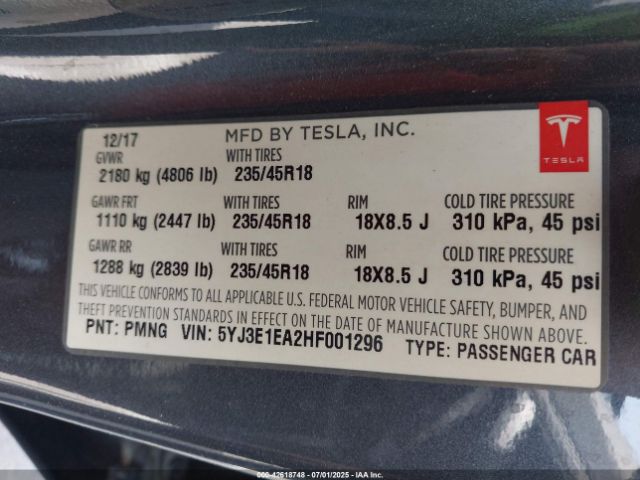 12/17 MFD BY TESLA, INC.
GVWR WITH TIRES
2180 kg (4806 lb) 235/45R18
TESLA
GAWR FRT WITH TIRES RIM COLD TIRE PRESSURE
1110 kg (2447 lb) 235/45R18 18X8.5 J 310 kPa, 45 psi
GAWR RR WITH TIRES RIM COLD TIRE PRESSURE
1288 kg (2839 lb) 235/45R18 18X8.5 J 310 kPa, 45 psi
THIS VEHICLE CONFORMS TO ALL APPLICABLE U.S. FEDERAL MOTOR VEHICLE SAFETY, BUMPER, AND
THEFT PREVENTION STANDARDS IN EFFECT ON THE DATE OF MANUFACTURE SHOWN ABOVE.
PNT: PMNG VIN: 5YJ3E1EA2HF001296 TYPE: PASSENGER CAR
000-42618748 - 07/01/2025 - IAA Inc.